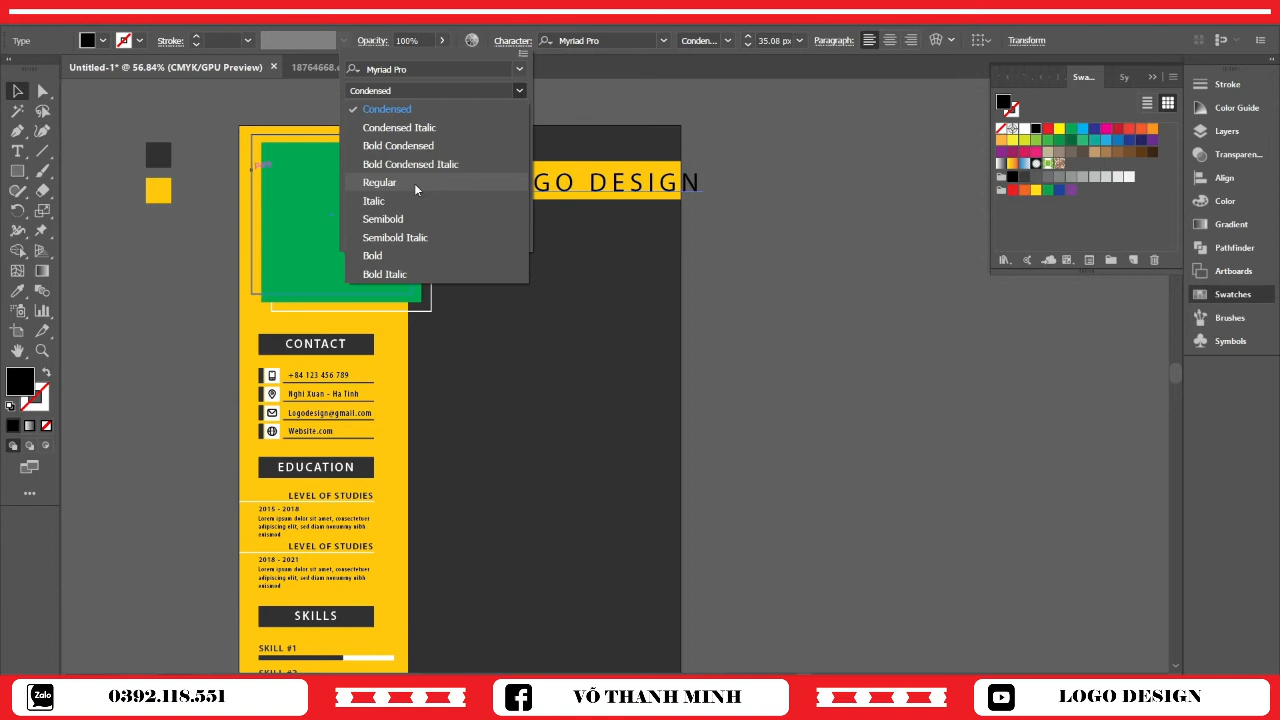 Type
Stroke:
Opacity: 100%
Character:
Myriad Pro
Conden...
35.08 pt
Paragraph:
Transform
Untitled-1* @ 56.84% (CMYK/GPU Preview)
18764668.e
Myriad Pro
Condensed
Condensed
Condensed Italic
Bold Condensed
Bold Condensed Italic
Regular
Italic
Semibold
Semibold Italic
Bold
Bold Italic
GO DESIGN
CONTACT
+84 123 456 789
Nghi Xuan - Ha Tinh
Logodesign@gmail.com
Website.com
EDUCATION
LEVEL OF STUDIES
2015 - 2018
Lorem ipsum dolor sit amet, consectetuer
adipiscing elit, sed diam nonummy nibh
euismod
LEVEL OF STUDIES
2018 - 2021
Lorem ipsum dolor sit amet, consectetuer
adipiscing elit, sed diam nonummy nibh
euismod
SKILLS
SKILL #1
Swa...
Sy
Stroke
Color Guide
Layers
Transparen...
Align
Color
Gradient
Pathfinder
Artboards
Swatches
Brushes
Symbols
Zalo
0392.118.551
VÕ THANH MINH
LOGO DESIGN